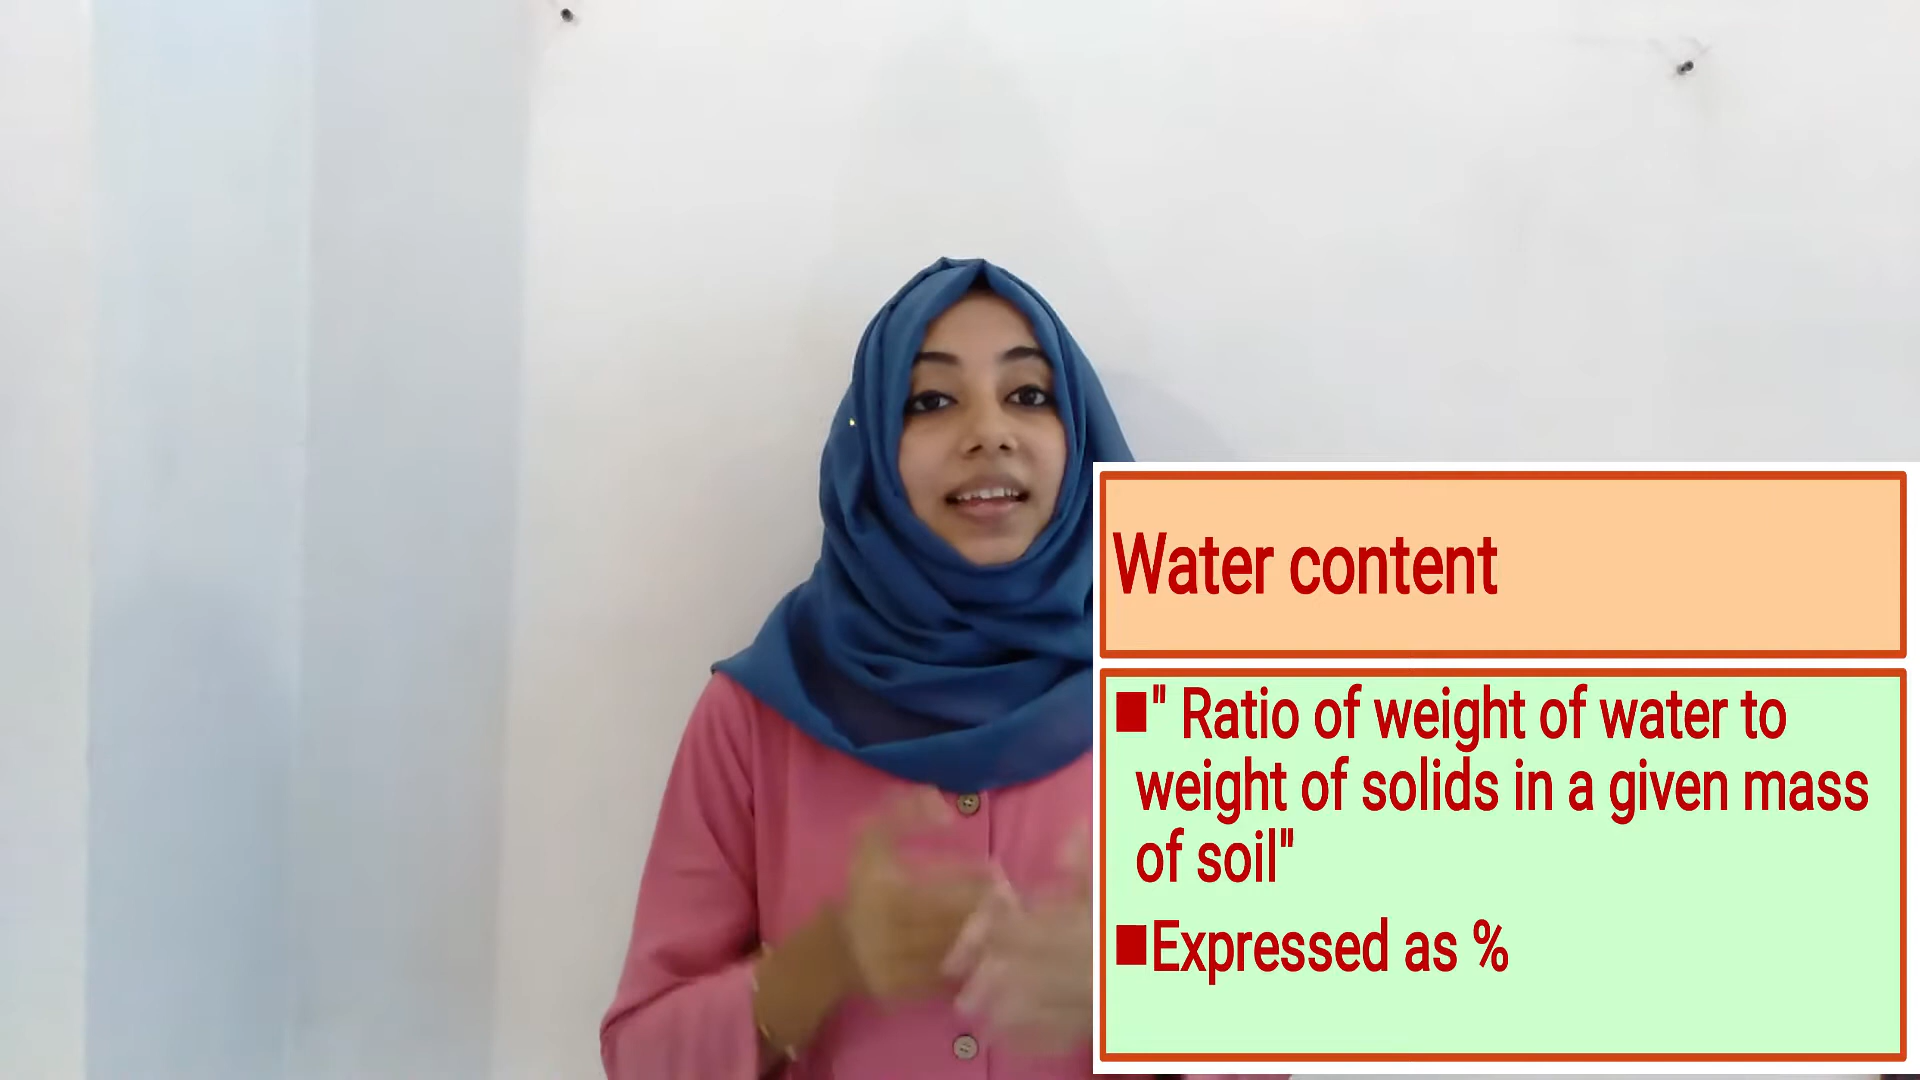 Water content
■" Ratio of weight of water to
weight of solids in a given mass
of soil"
■Expressed as %